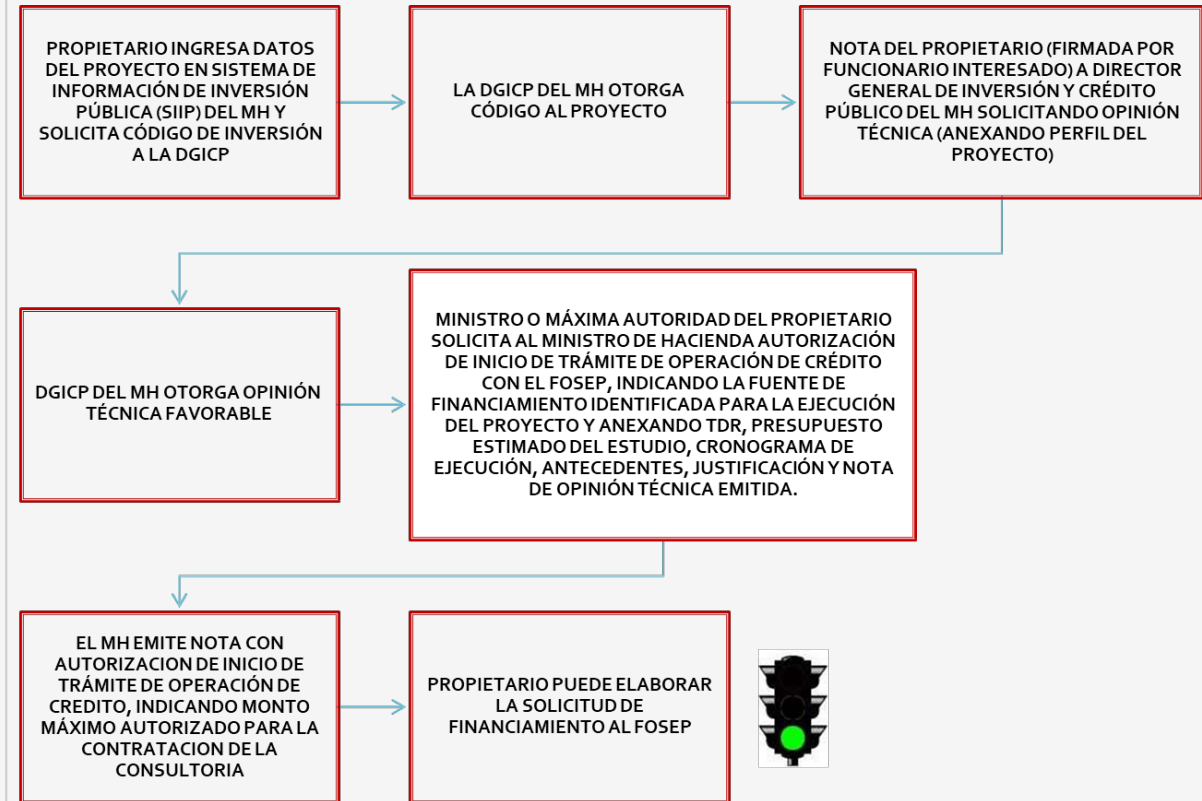 PROPIETARIO INGRESA DATOS
DEL PROYECTO EN SISTEMA DE
INFORMACIÓN DE INVERSIÓN
PÚBLICA (SIIP) DEL MH Y
SOLICITA CÓDIGO DE INVERSIÓN
A LA DGICP
LA DGICP DEL MH OTORGA
CÓDIGO AL PROYECTO
NOTA DEL PROPIETARIO (FIRMADA POR
FUNCIONARIO INTERESADO) A DIRECTOR
GENERAL DE INVERSIÓN Y CRÉDITO
PÚBLICO DEL MH SOLICITANDO OPINIÓN
TÉCNICA (ANEXANDO PERFIL DEL
PROYECTO)
DGICP DEL MH OTORGA OPINIÓN
TÉCNICA FAVORABLE
MINISTRO O MÁXIMA AUTORIDAD DEL PROPIETARIO
SOLICITA AL MINISTRO DE HACIENDA AUTORIZACIÓN
DE INICIO DE TRÁMITE DE OPERACIÓN DE CRÉDITO
CON EL FOSEP, INDICANDO LA FUENTE DE
FINANCIAMIENTO IDENTIFICADA PARA LA EJECUCIÓN
DEL PROYECTO Y ANEXANDO TDR, PRESUPUESTO
ESTIMADO DEL ESTUDIO, CRONOGRAMA DE
EJECUCIÓN, ANTECEDENTES, JUSTIFICACIÓN Y NOTA
DE OPINIÓN TÉCNICA EMITIDA.
EL MH EMITE NOTA CON
AUTORIZACION DE INICIO DE
TRÁMITE DE OPERACIÓN DE
CREDITO, INDICANDO MONTO
MÁXIMO AUTORIZADO PARA LA
CONTRATACION DE LA
CONSULTORIA
PROPIETARIO PUEDE ELABORAR
LA SOLICITUD DE
FINANCIAMIENTO AL FOSEP